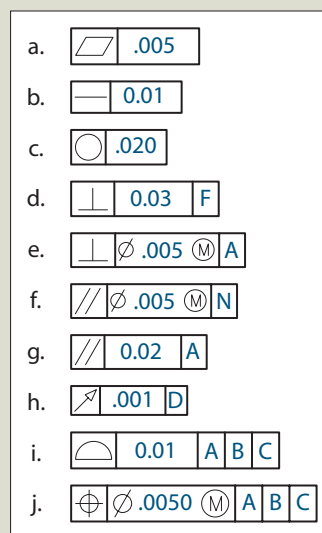 a. ⏥ .005
b. ⏤ 0.01
c. ○ .020
d. ⟂ 0.03 F
e. ⟂ ∅ .005 Ⓜ A
f. // ∅ .005 Ⓜ N
g. // 0.02 A
h. ↗ .001 D
i. ⌓ 0.01 A B C
j. ⌖ ∅ .0050 Ⓜ A B C